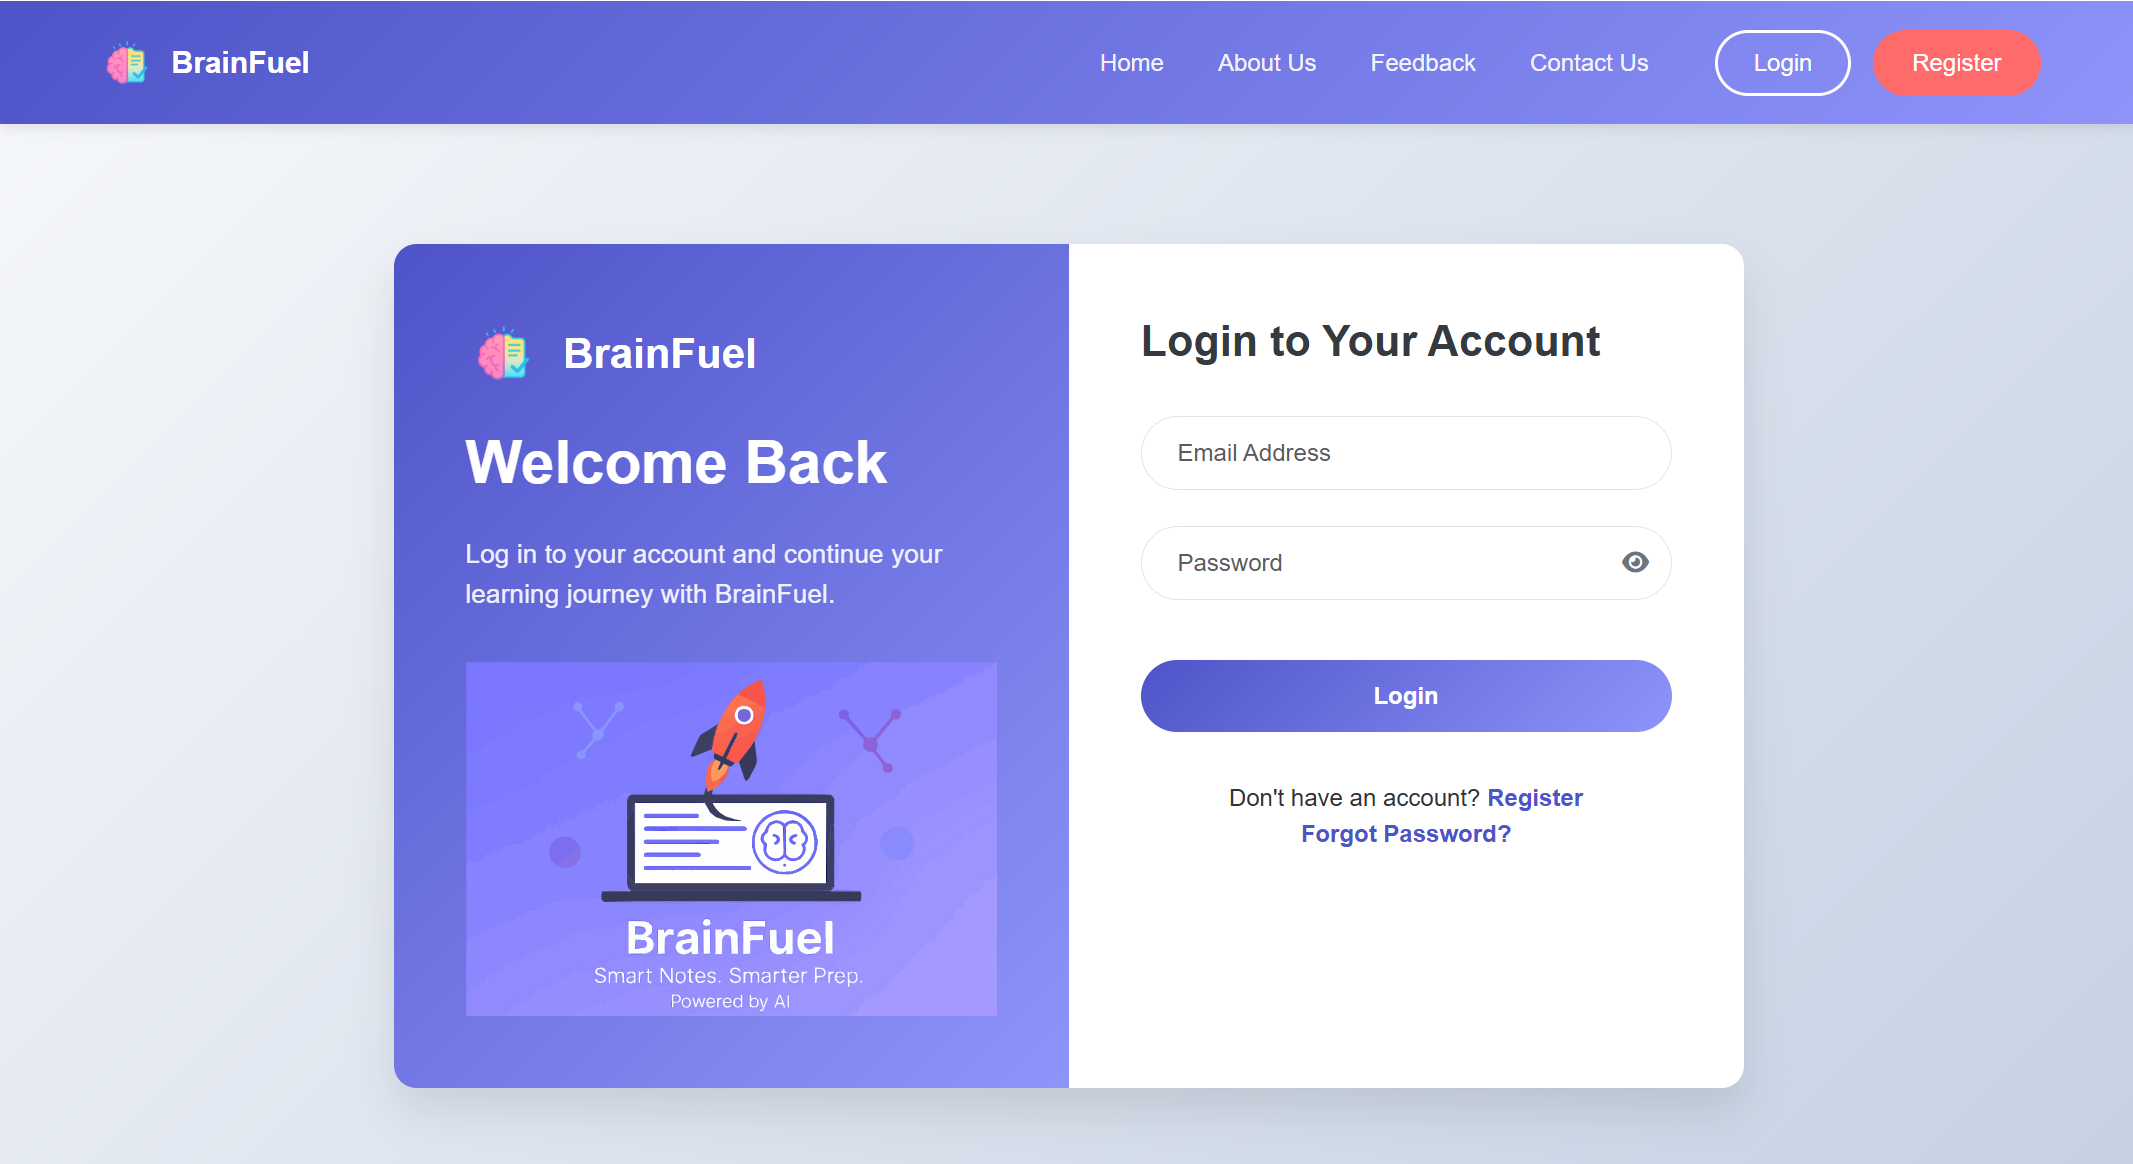 BrainFuel
Home
About Us
Feedback
Contact Us
Login
Register
BrainFuel
Welcome Back
Log in to your account and continue your
learning journey with BrainFuel.
BrainFuel
Smart Notes. Smarter Prep.
Powered by AI
Login to Your Account
Email Address
Password
Login
Don't have an account? Register
Forgot Password?